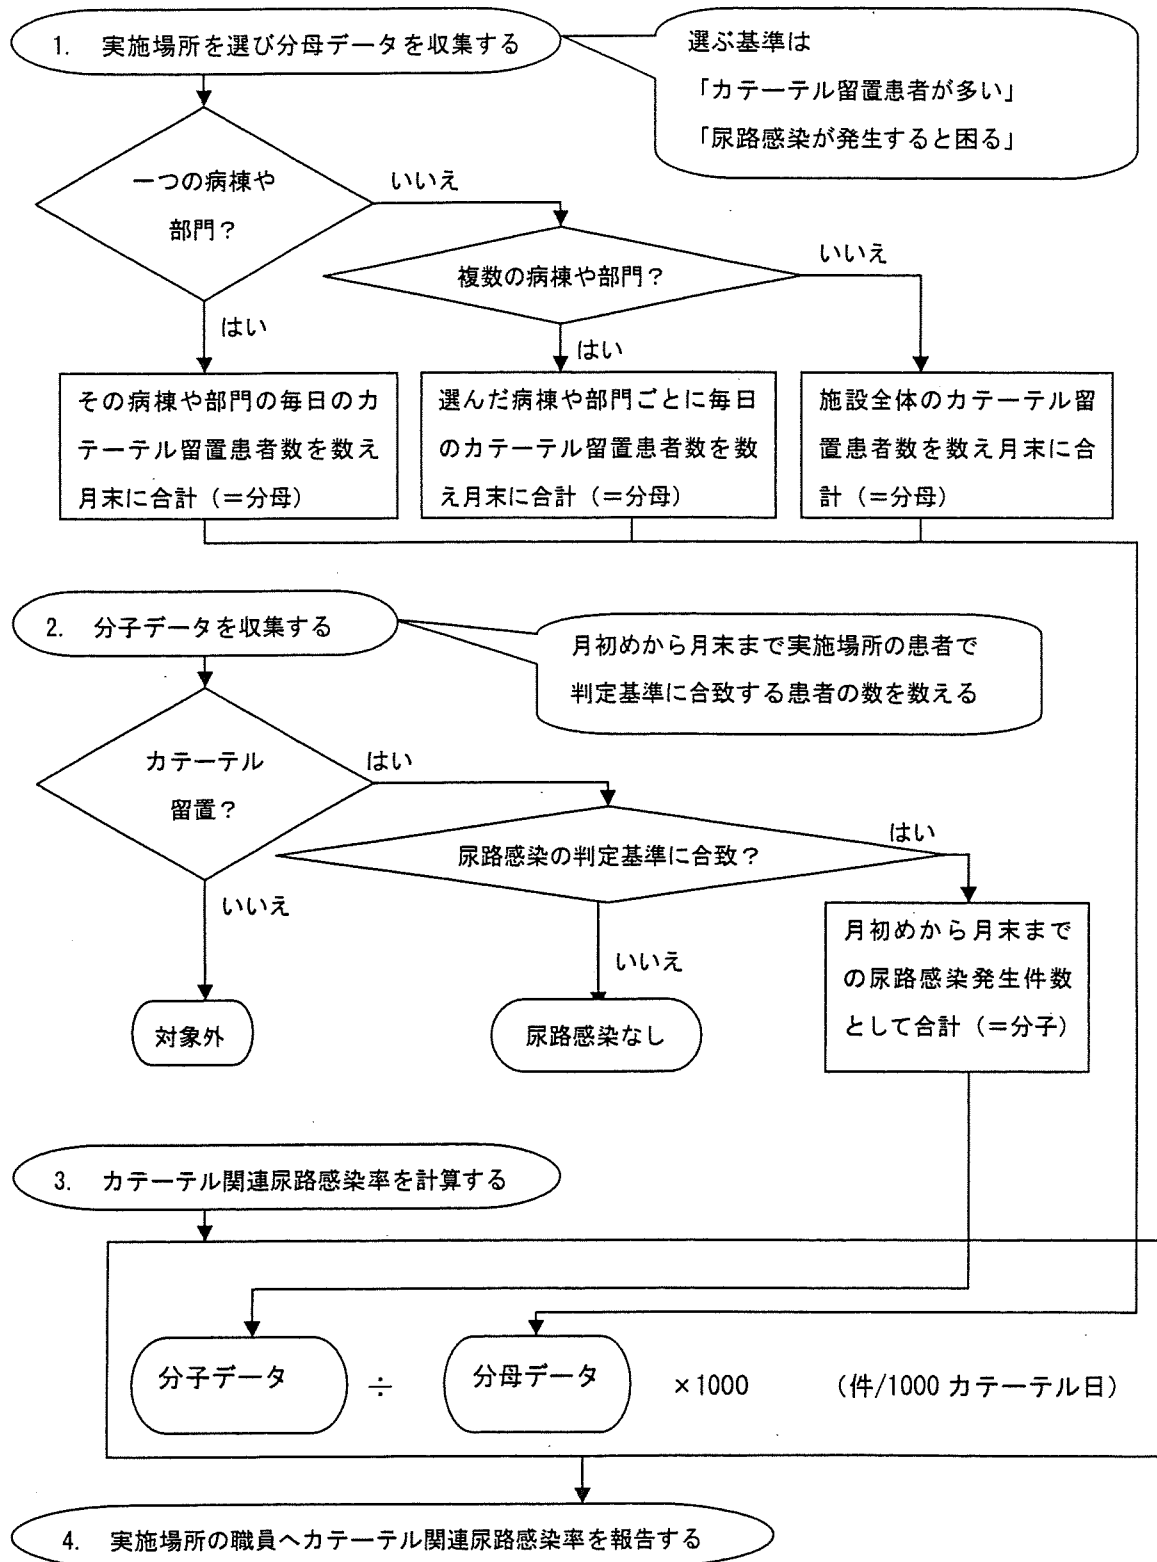 1. 実施場所を選び分母データを収集する
選ぶ基準は
「カテーテル留置患者が多い」
「尿路感染が発生すると困る」
一つの病棟や
部門？
いいえ
はい
複数の病棟や部門？
いいえ
はい
その病棟や部門の毎日のカ
テーテル留置患者数を数え
月末に合計（＝分母）
選んだ病棟や部門ごとに毎日
のカテーテル留置患者数を数
え月末に合計（＝分母）
施設全体のカテーテル留
置患者数を数え月末に合
計（＝分母）
2. 分子データを収集する
月初めから月末まで実施場所の患者で
判定基準に合致する患者の数を数える
カテーテル
留置？
はい
いいえ
尿路感染の判定基準に合致？
はい
いいえ
対象外
尿路感染なし
月初めから月末まで
の尿路感染発生件数
として合計（＝分子）
3. カテーテル関連尿路感染率を計算する
分子データ ÷ 分母データ ×1000 （件/1000 カテーテル日）
4. 実施場所の職員へカテーテル関連尿路感染率を報告する